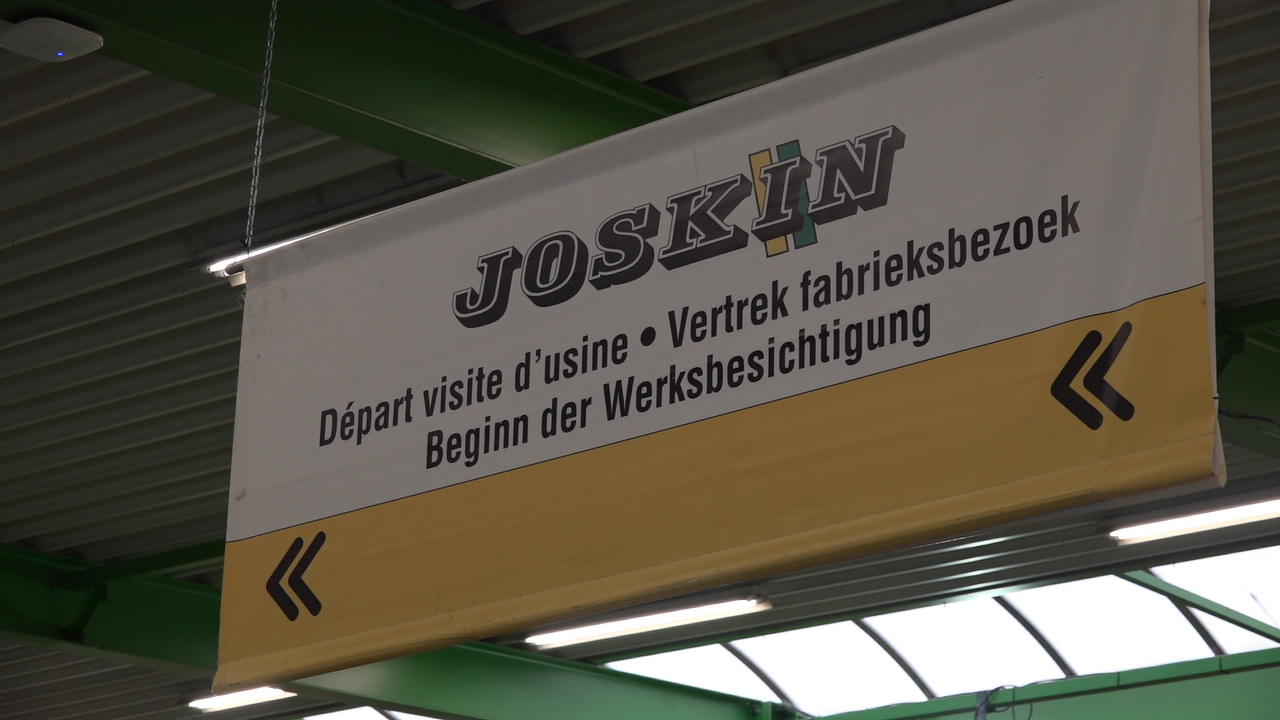 JOSKIN
Départ visite d'usine • Vertrek fabrieksbezoek
Beginn der Werksbesichtigung